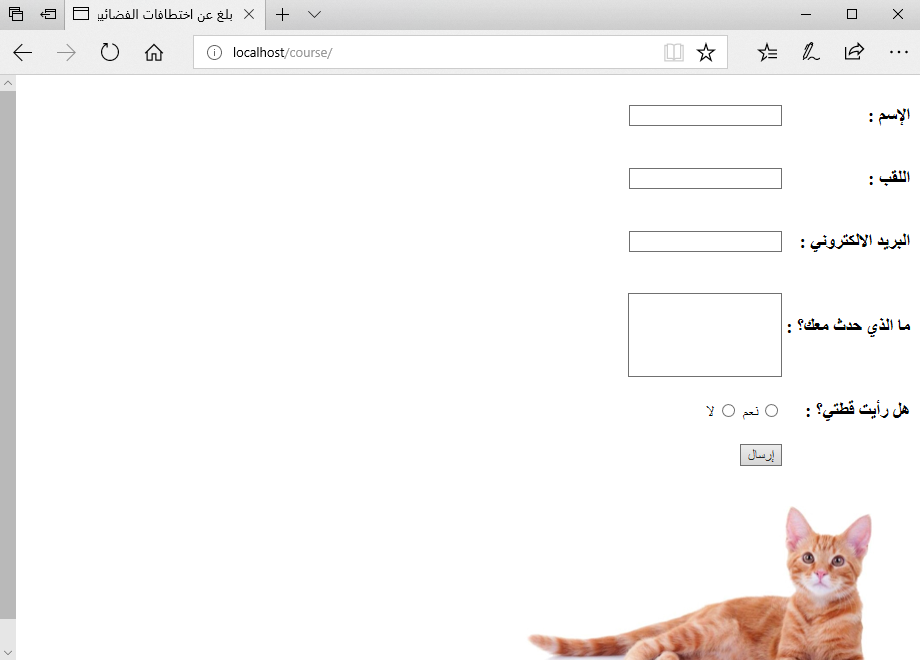 بلغ عن اختطافات الفضائيي
localhost/course/
الإسم :
اللقب :
البريد الالكتروني :
ما الذي حدث معك؟ :
هل رأيت قطتي؟ : نعم لا
إرسال